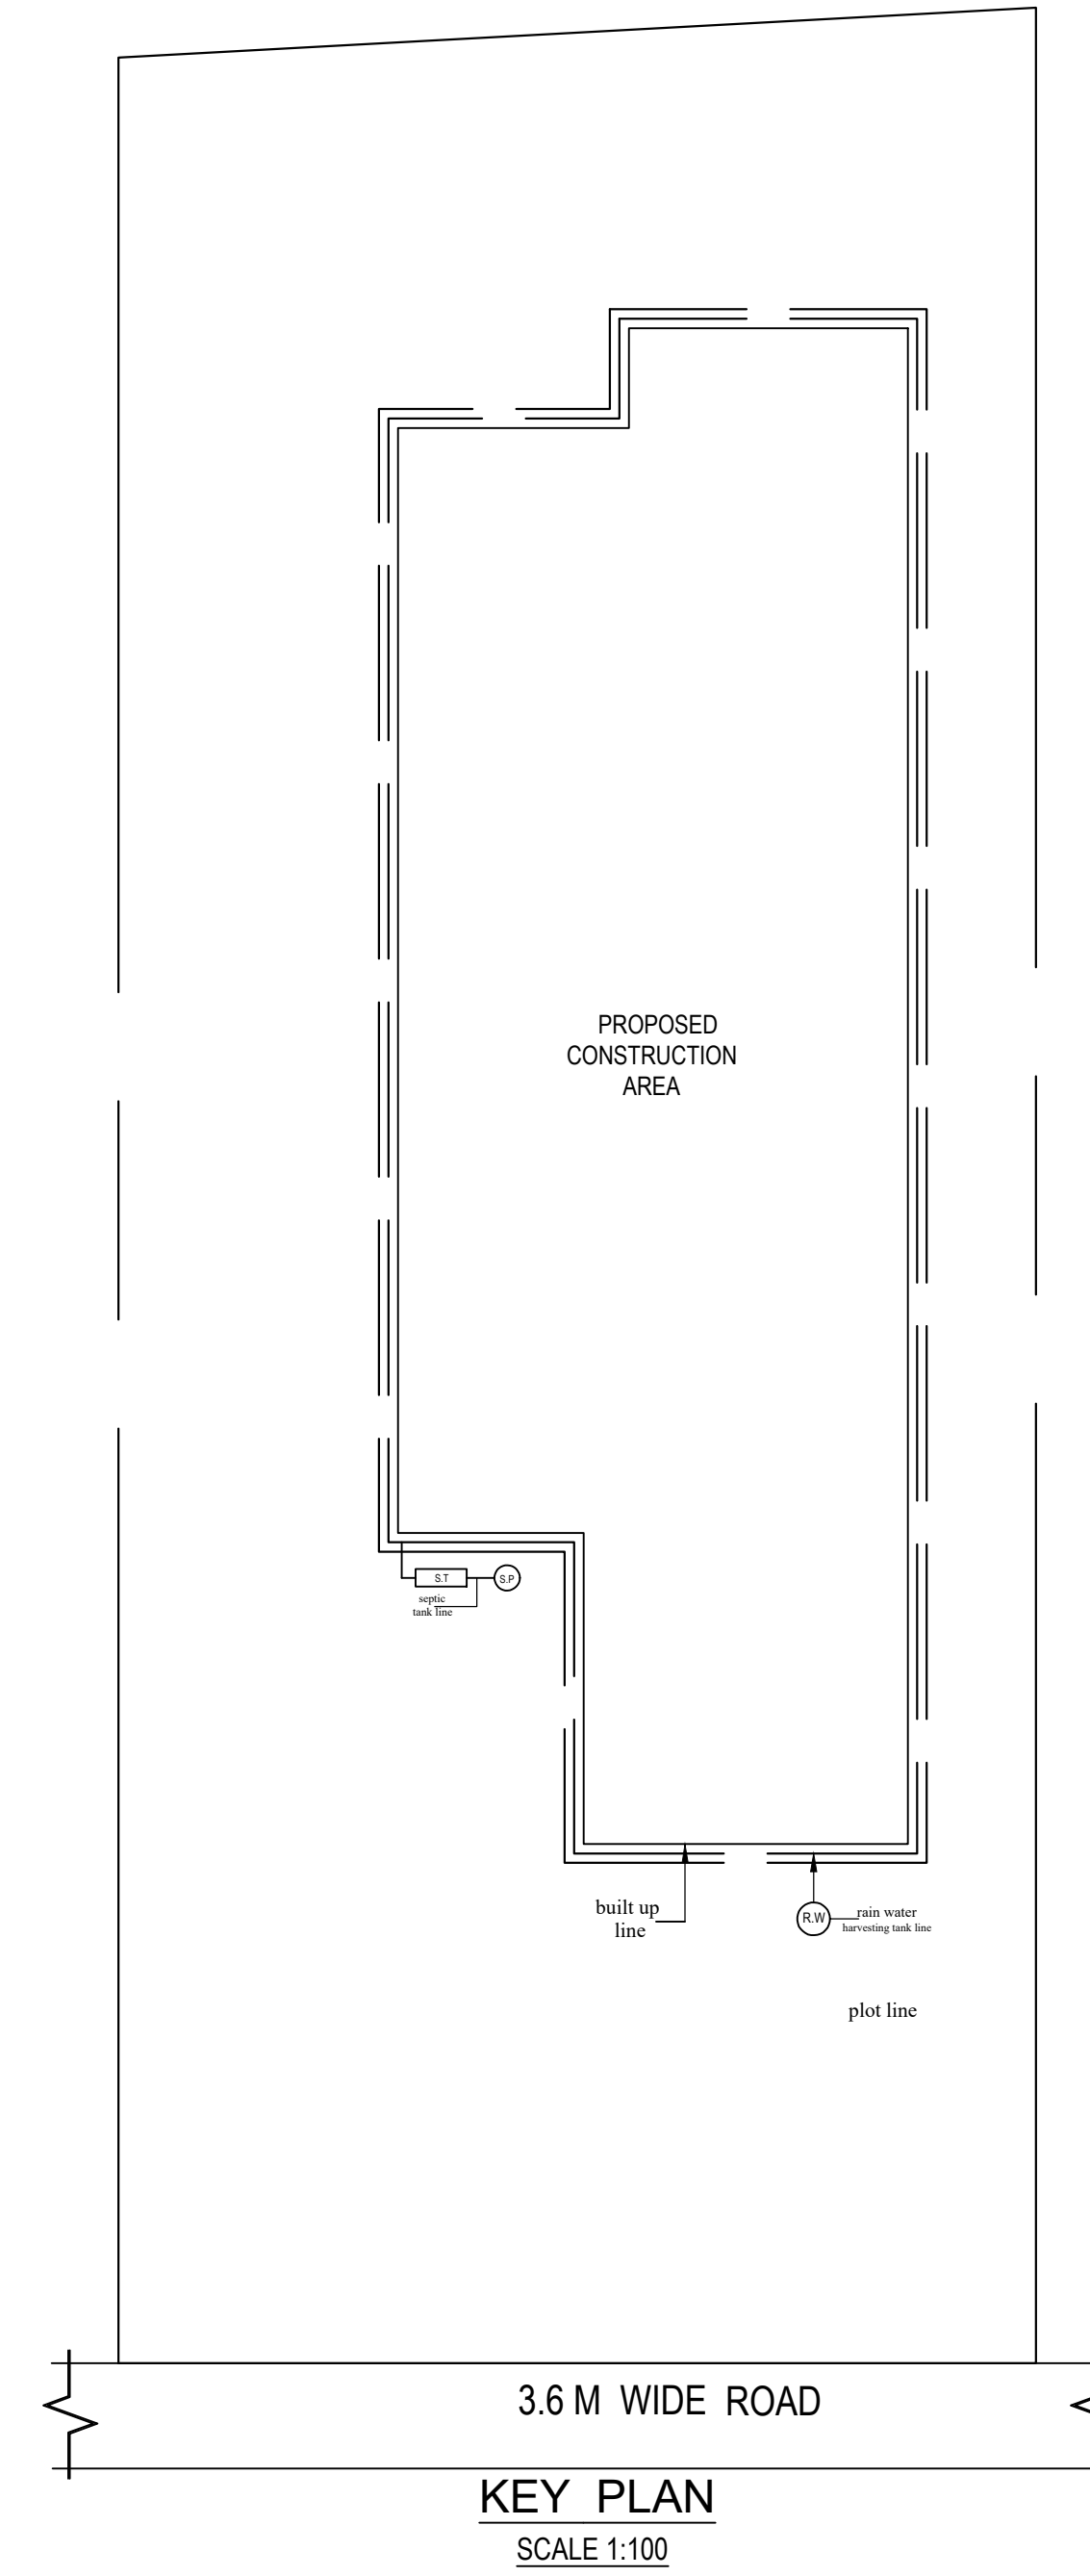 PROPOSED
CONSTRUCTION
AREA
S.T
S.P
septic
tank line
built up
line
R.W
rain water
harvesting tank line
plot line
3.6 M WIDE ROAD
KEY PLAN
SCALE 1:100